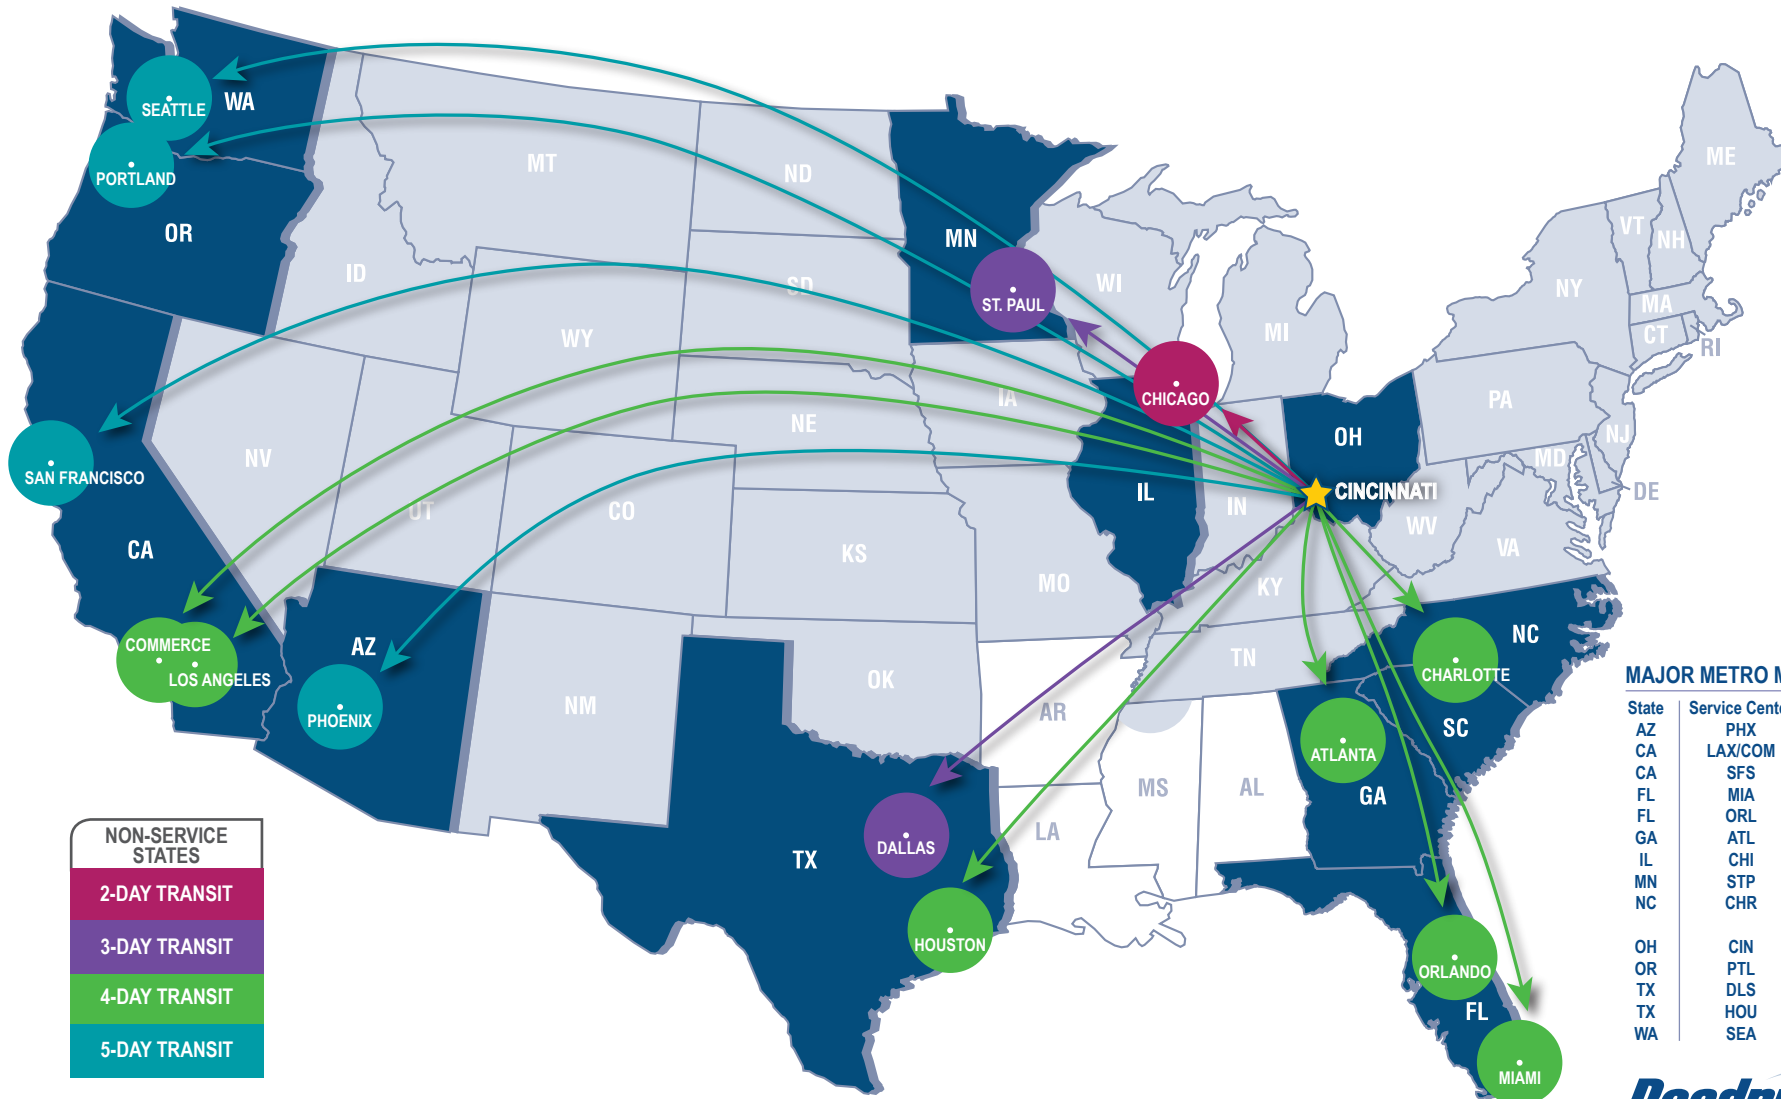 WA
SEATTLE
PORTLAND
OR
MT
ND
MN
ID
SD
ST. PAUL
WI
MI
ME
VT
NH
NY
MA
CT
RI
WY
IA
CHICAGO
PA
NJ
OH
NE
NV
SAN FRANCISCO
UT
CO
IL
IN
CINCINNATI
MD
DE
WV
VA
CA
KS
MO
KY
COMMERCE
LOS ANGELES
AZ
PHOENIX
NM
OK
AR
TN
NC
CHARLOTTE
SC
ATLANTA
GA
MS
AL
LA
TX
DALLAS
HOUSTON
ORLANDO
FL
MIAMI
NON-SERVICE
STATES
2-DAY TRANSIT
3-DAY TRANSIT
4-DAY TRANSIT
5-DAY TRANSIT
MAJOR METRO M
State Service Cente
AZ PHX
CA LAX/COM
CA SFS
FL MIA
FL ORL
GA ATL
IL CHI
MN STP
NC CHR
OH CIN
OR PTL
TX DLS
TX HOU
WA SEA